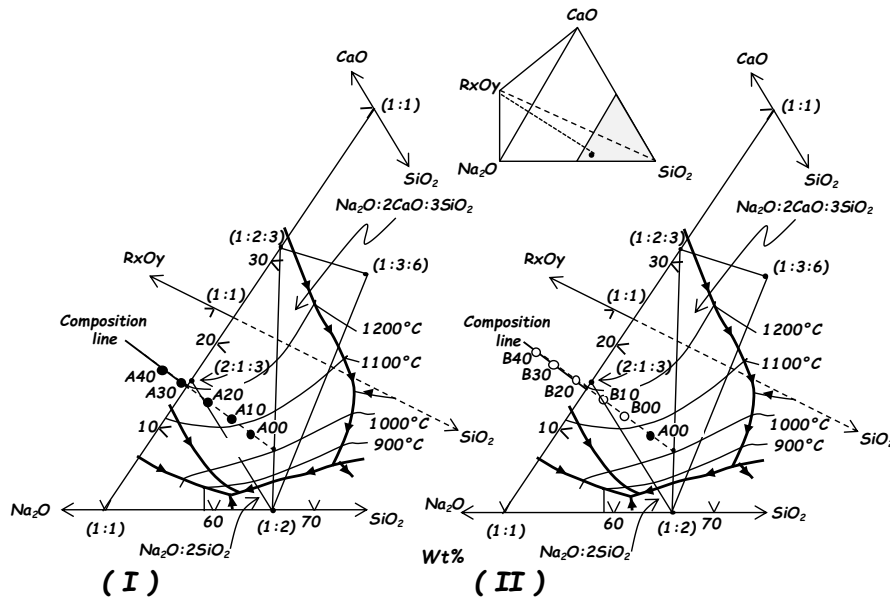 CaO
(1:1)
SiO₂
Na₂O:2CaO:3SiO₂
(1:2:3)
30
(1:3:6)
RxOy
(1:1)
Composition
line
20
1200°C
1100°C
(2:1:3)
A40
A30
A20
A10
A00
10
1000°C
900°C
SiO₂
Na₂O
(1:1)
60
(1:2)
70
SiO₂
Na₂O:2SiO₂
( I )
CaO
RxOy
Na₂O
SiO₂
CaO
(1:1)
SiO₂
(1:2:3)
30
(1:3:6)
RxOy
(1:1)
Composition
line
20
1200°C
1100°C
(2:1:3)
B40
B30
B20
B10
B00
A00
10
1000°C
900°C
SiO₂
Na₂O
(1:1)
60
(1:2)
70
SiO₂
Na₂O:2SiO₂
Wt%
( II )